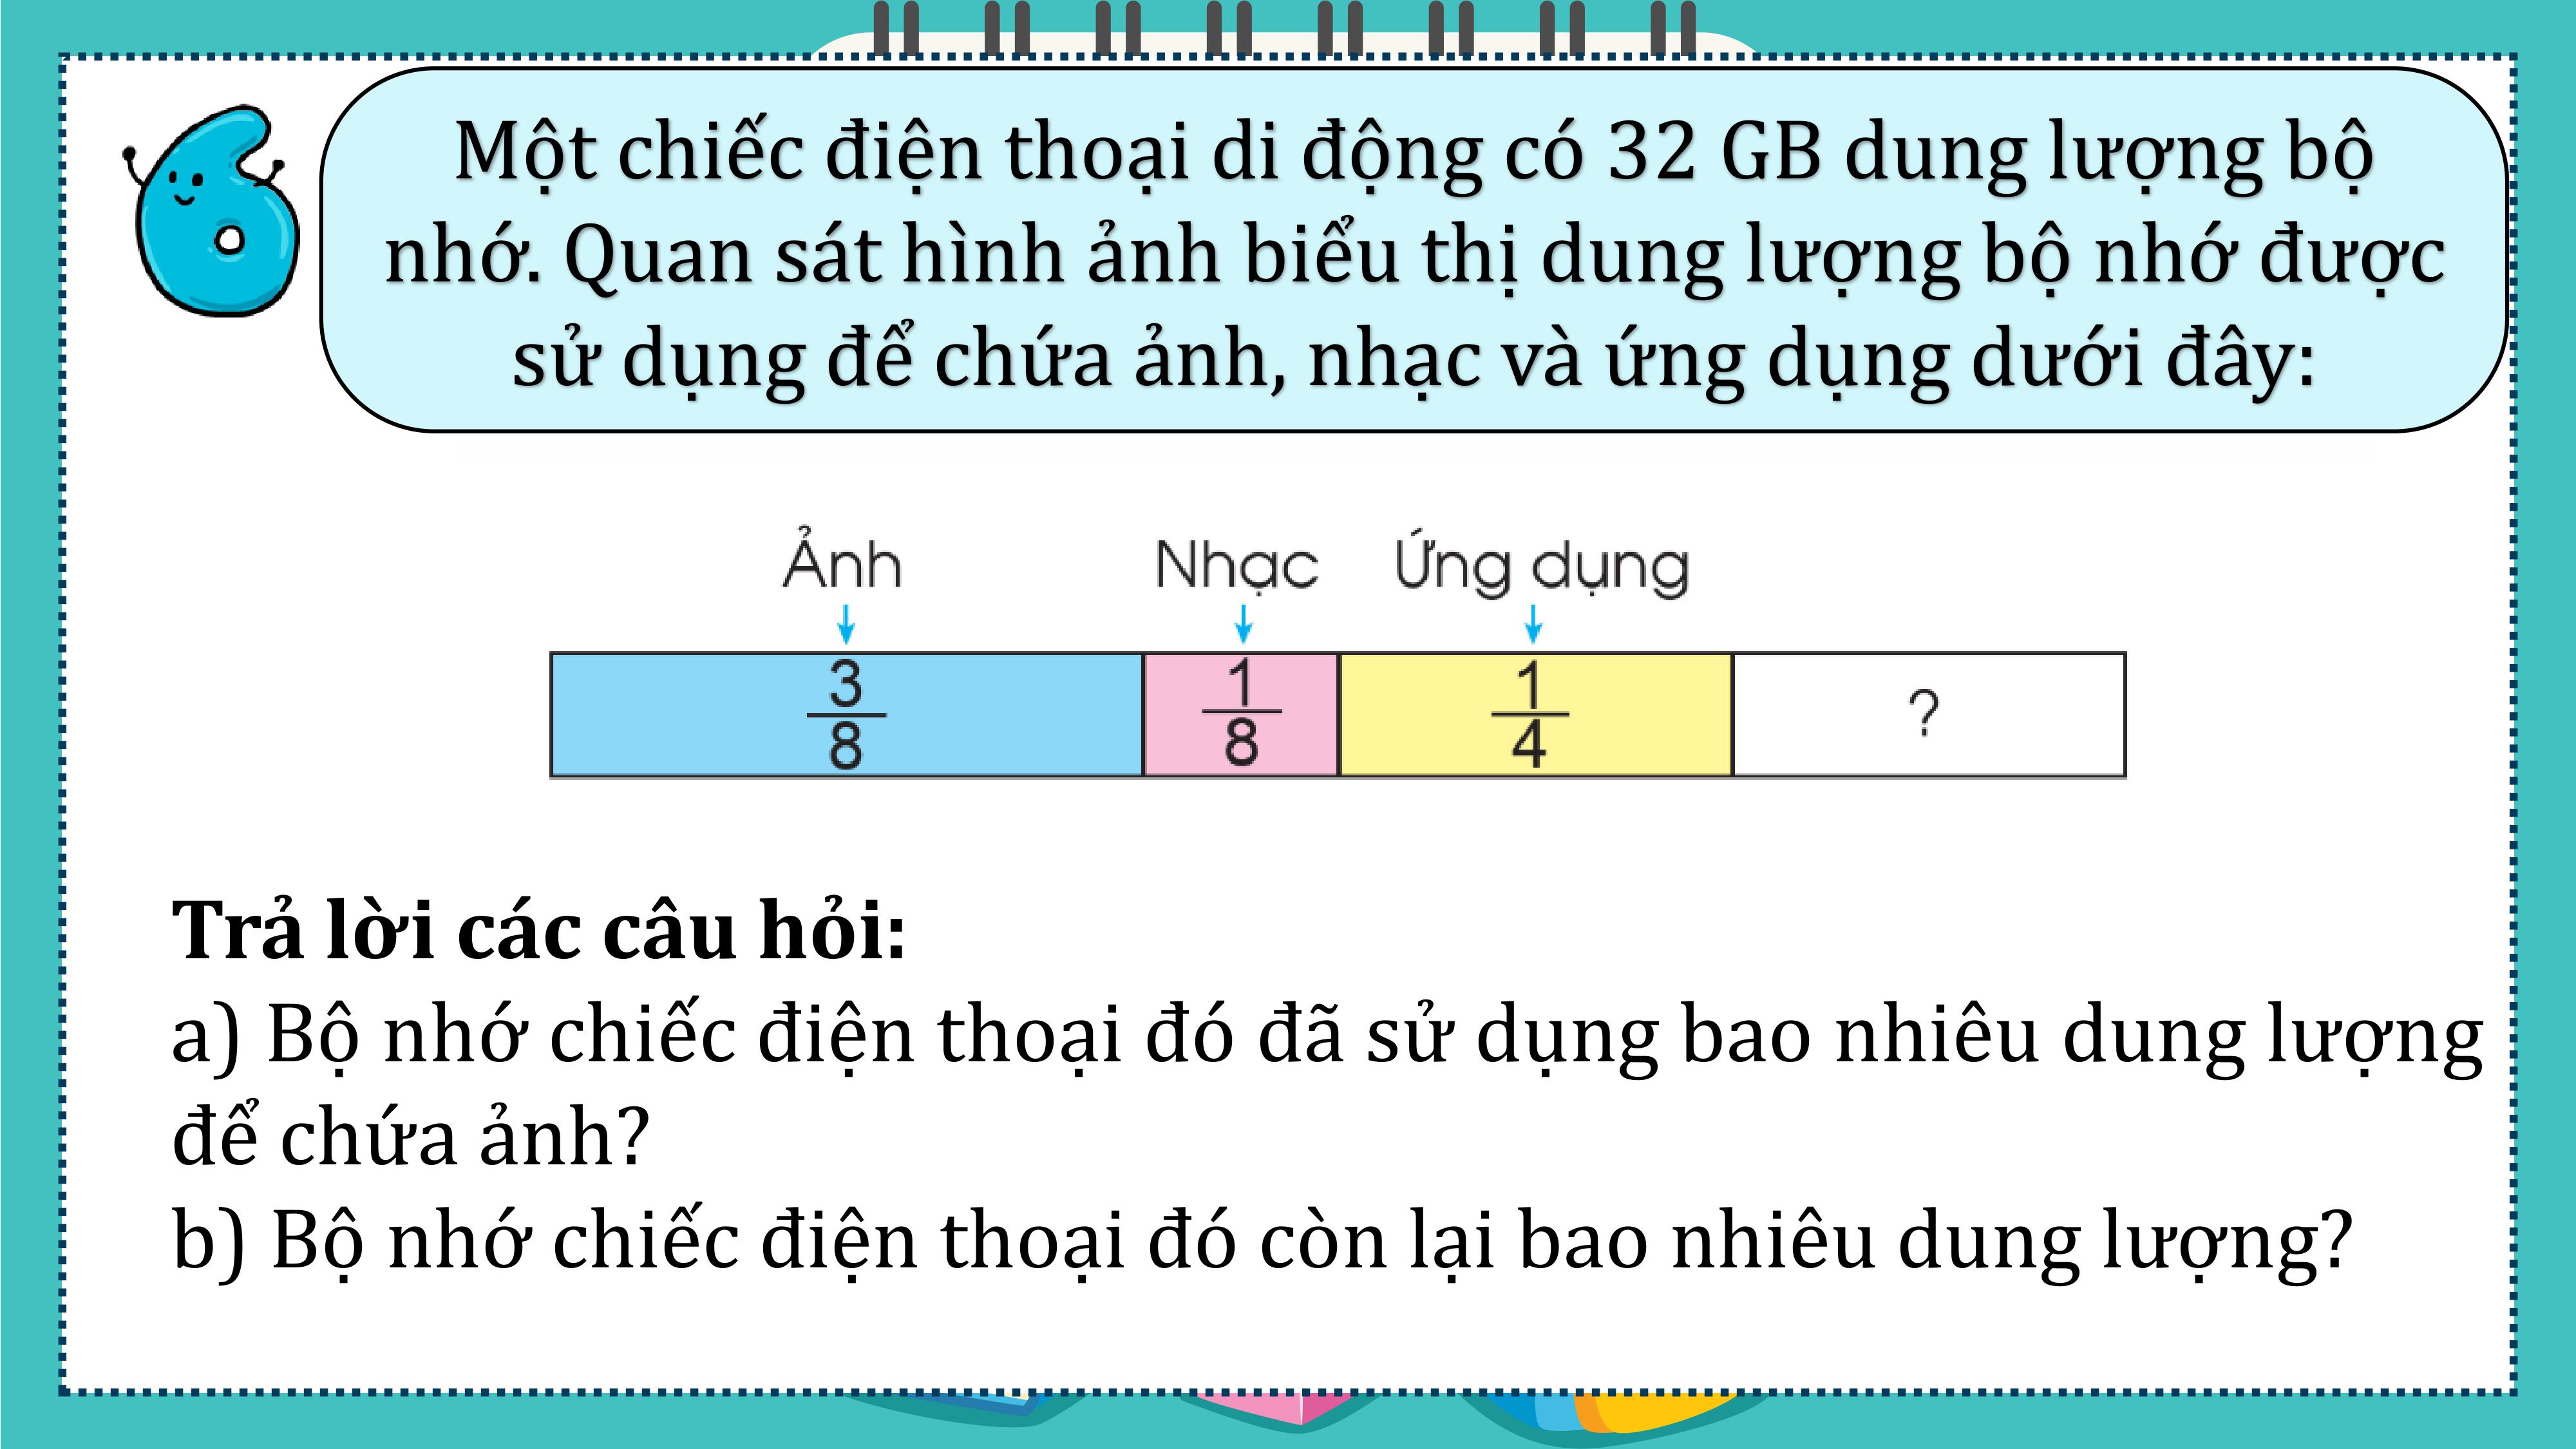 6
Một chiếc điện thoại di động có 32 GB dung lượng bộ
nhớ. Quan sát hình ảnh biểu thị dung lượng bộ nhớ được
sử dụng để chứa ảnh, nhạc và ứng dụng dưới đây:
Ảnh Nhạc Ứng dụng
3/8 1/8 1/4 ?
Trả lời các câu hỏi:
a) Bộ nhớ chiếc điện thoại đó đã sử dụng bao nhiêu dung lượng
để chứa ảnh?
b) Bộ nhớ chiếc điện thoại đó còn lại bao nhiêu dung lượng?